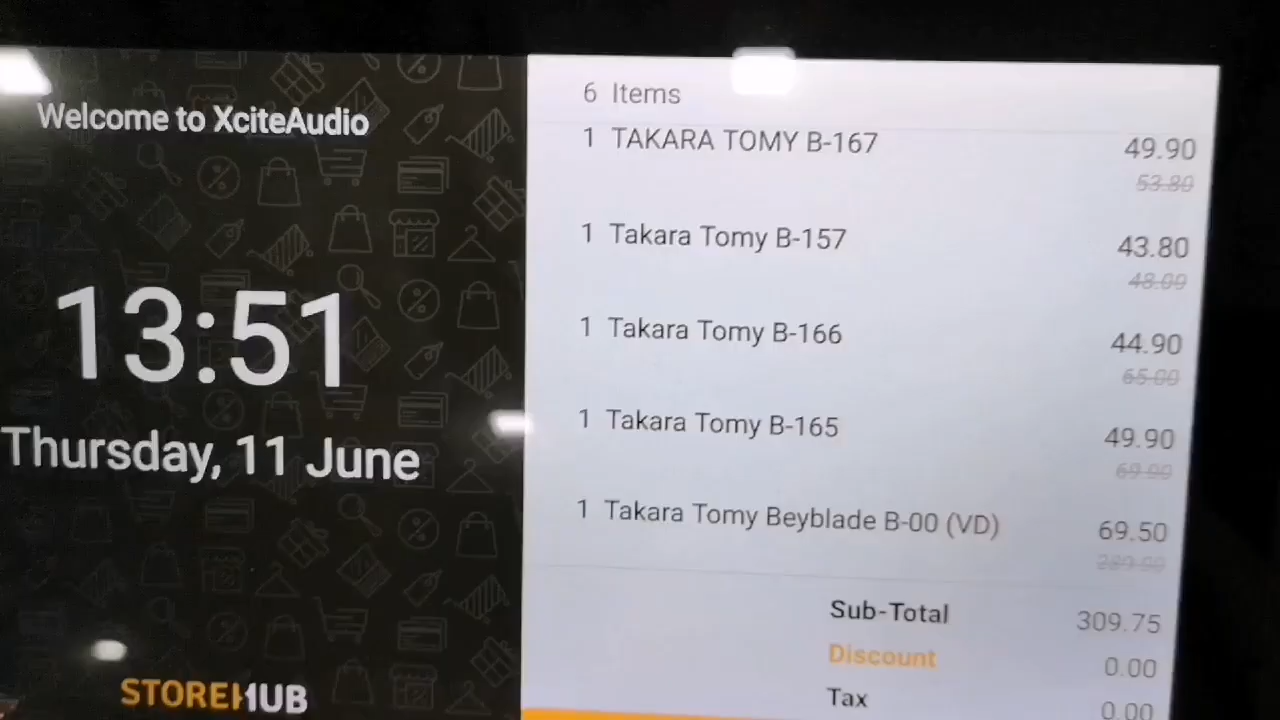 Welcome to XciteAudio
13:51
Thursday, 11 June
STOREHUB
6 Items
1 TAKARA TOMY B-167 49.90
53.80
1 Takara Tomy B-157 43.80
48.00
1 Takara Tomy B-166 44.90
65.00
1 Takara Tomy B-165 49.90
69.00
1 Takara Tomy Beyblade B-00 (VD) 69.50
Sub-Total 309.75
Discount 0.00
Tax 0.00